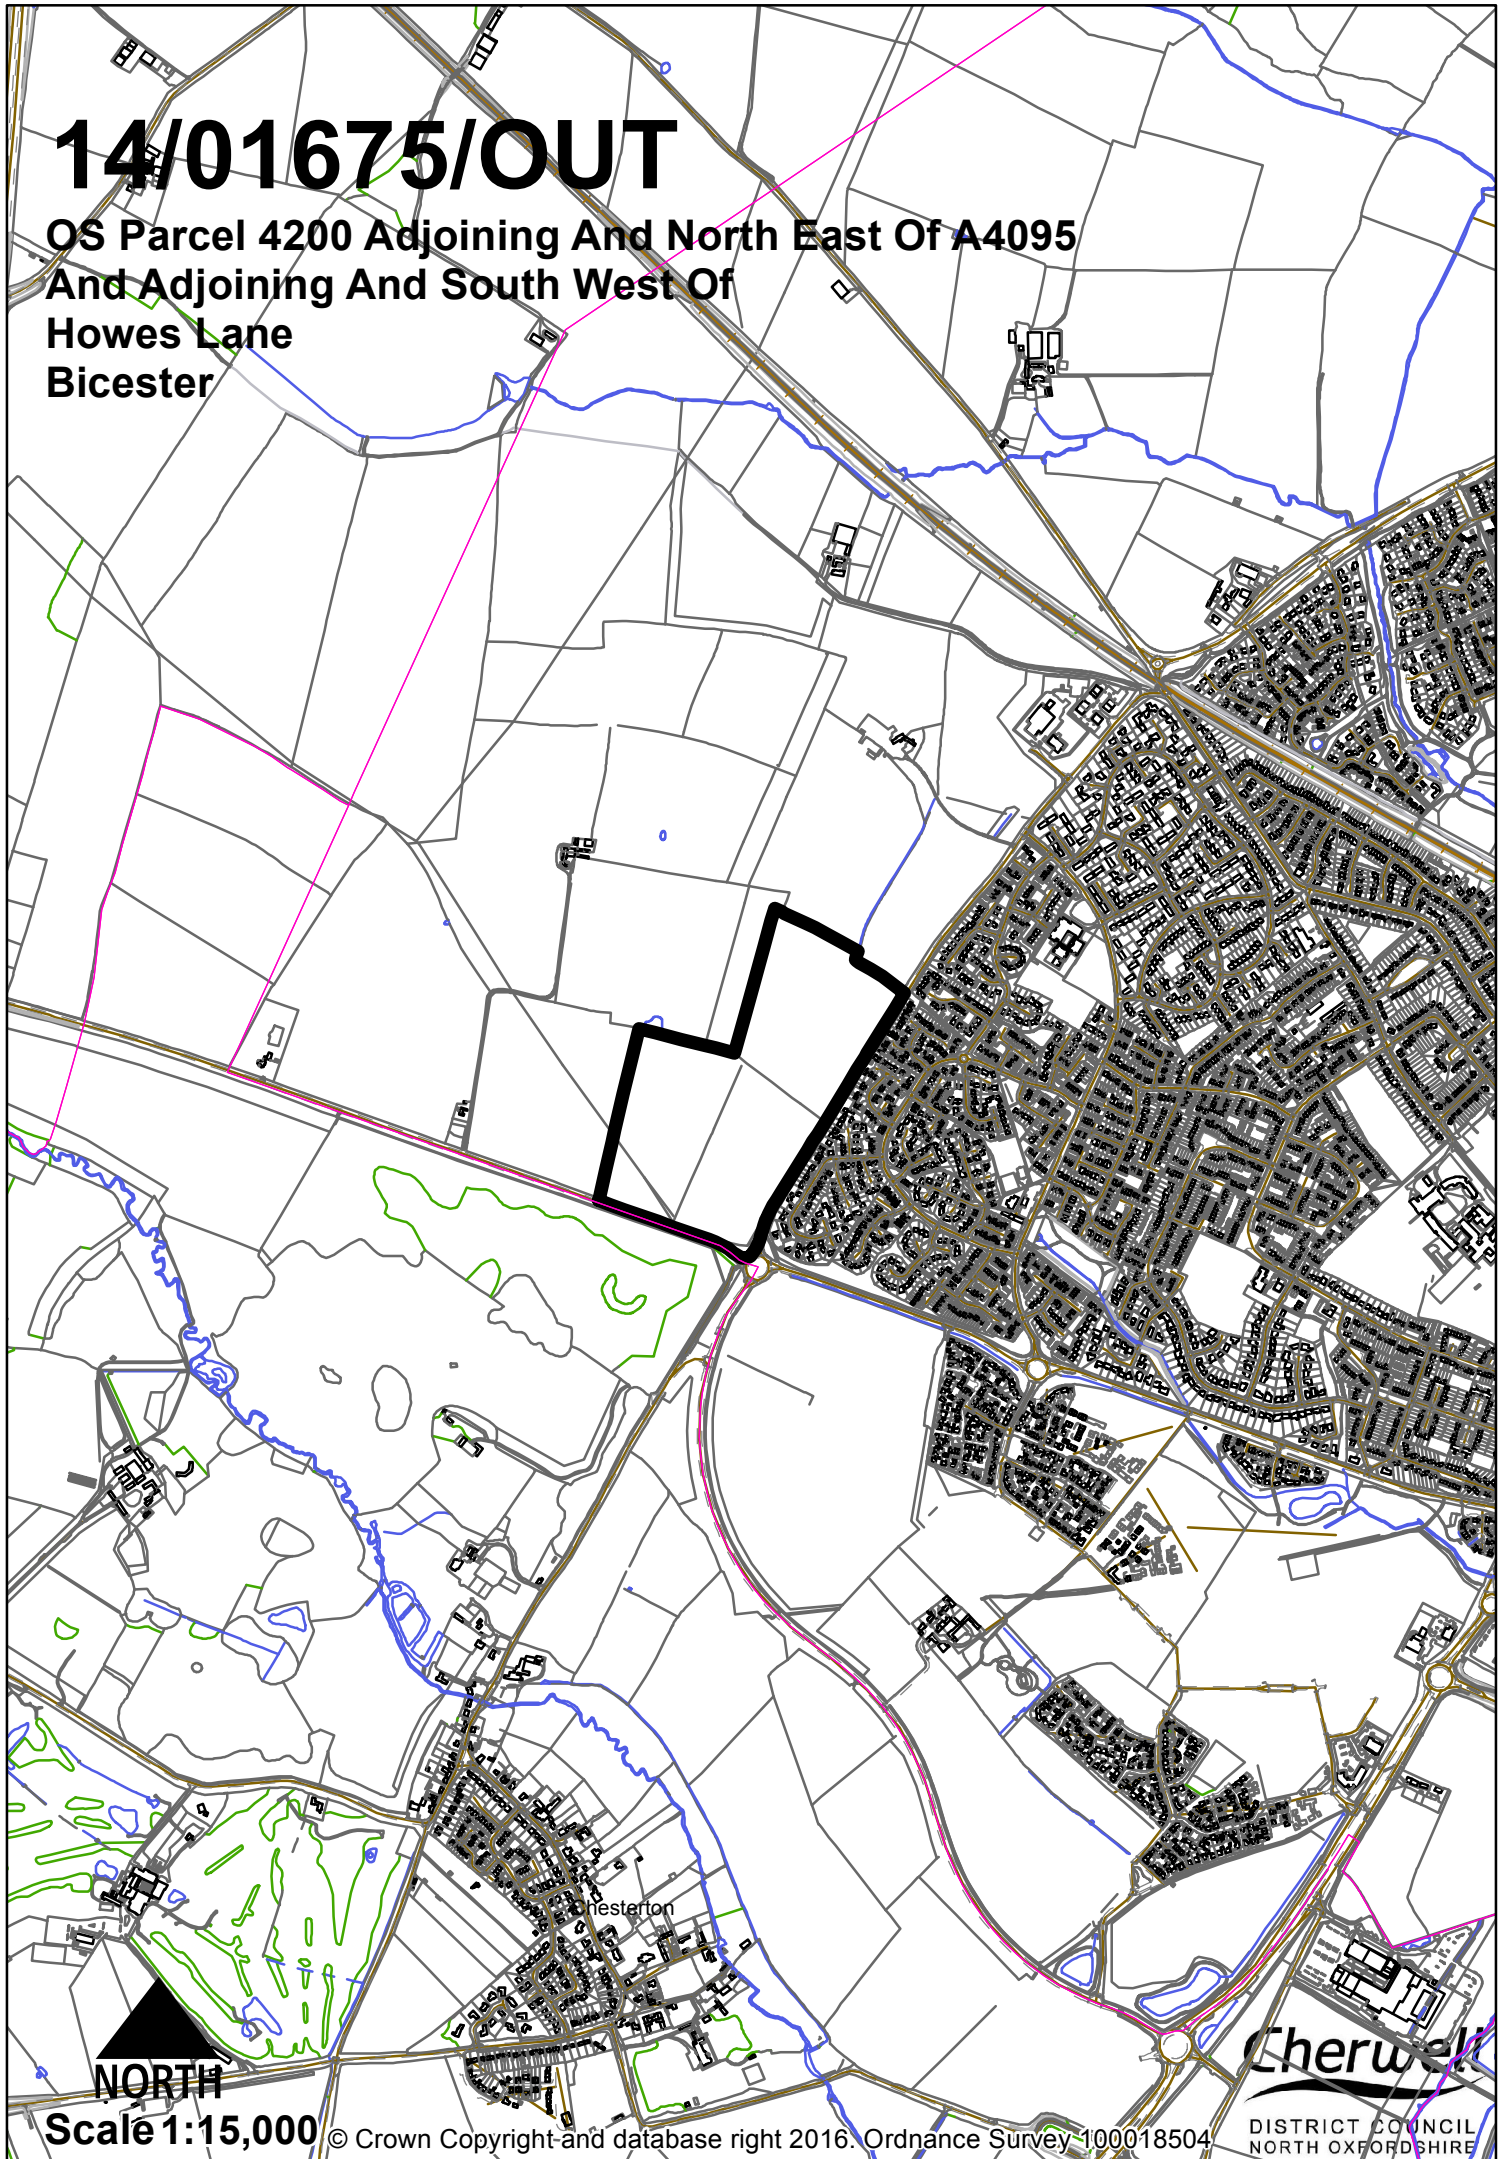 14/01675/OUT
OS Parcel 4200 Adjoining And North East Of A4095
And Adjoining And South West Of
Howes Lane
Bicester
Chesterton
NORTH
Scale 1:15,000
© Crown Copyright and database right 2016. Ordnance Survey 100018504
Cherwell
DISTRICT COUNCIL
NORTH OXFORDSHIRE